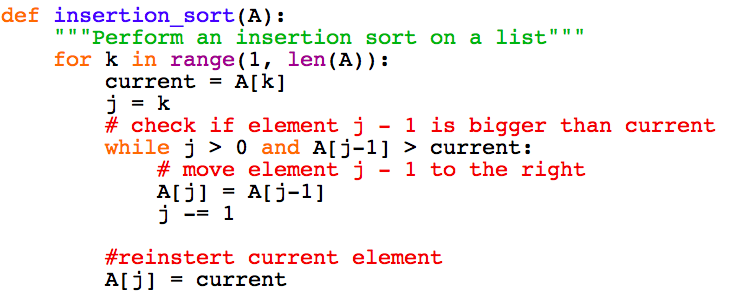 def insertion_sort(A):
    """Perform an insertion sort on a list"""
    for k in range(1, len(A)):
        current = A[k]
        j = k
        # check if element j - 1 is bigger than current
        while j > 0 and A[j-1] > current:
            # move element j - 1 to the right
            A[j] = A[j-1]
            j -= 1

        #reinstert current element
        A[j] = current